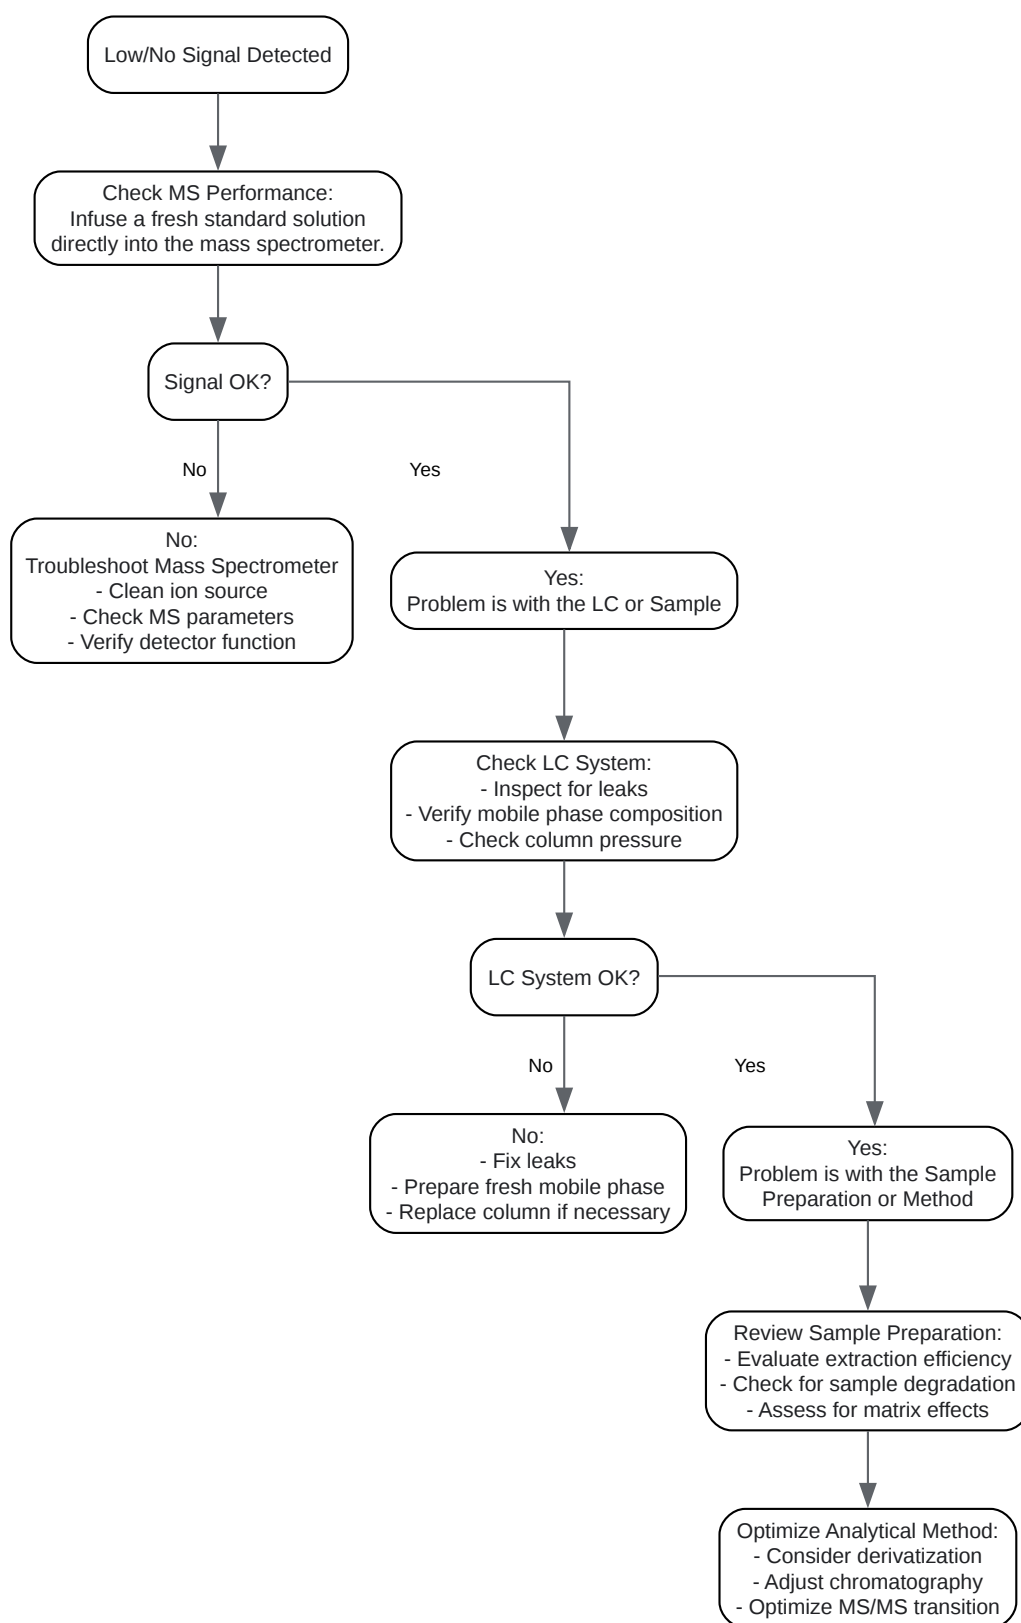 Low/No Signal Detected
Check MS Performance:
Infuse a fresh standard solution
directly into the mass spectrometer.
Signal OK?
No
Yes
No:
Troubleshoot Mass Spectrometer
- Clean ion source
- Check MS parameters
- Verify detector function
Yes:
Problem is with the LC or Sample
Check LC System:
- Inspect for leaks
- Verify mobile phase composition
- Check column pressure
LC System OK?
No
Yes
No:
- Fix leaks
- Prepare fresh mobile phase
- Replace column if necessary
Yes:
Problem is with the Sample
Preparation or Method
Review Sample Preparation:
- Evaluate extraction efficiency
- Check for sample degradation
- Assess for matrix effects
Optimize Analytical Method:
- Consider derivatization
- Adjust chromatography
- Optimize MS/MS transition